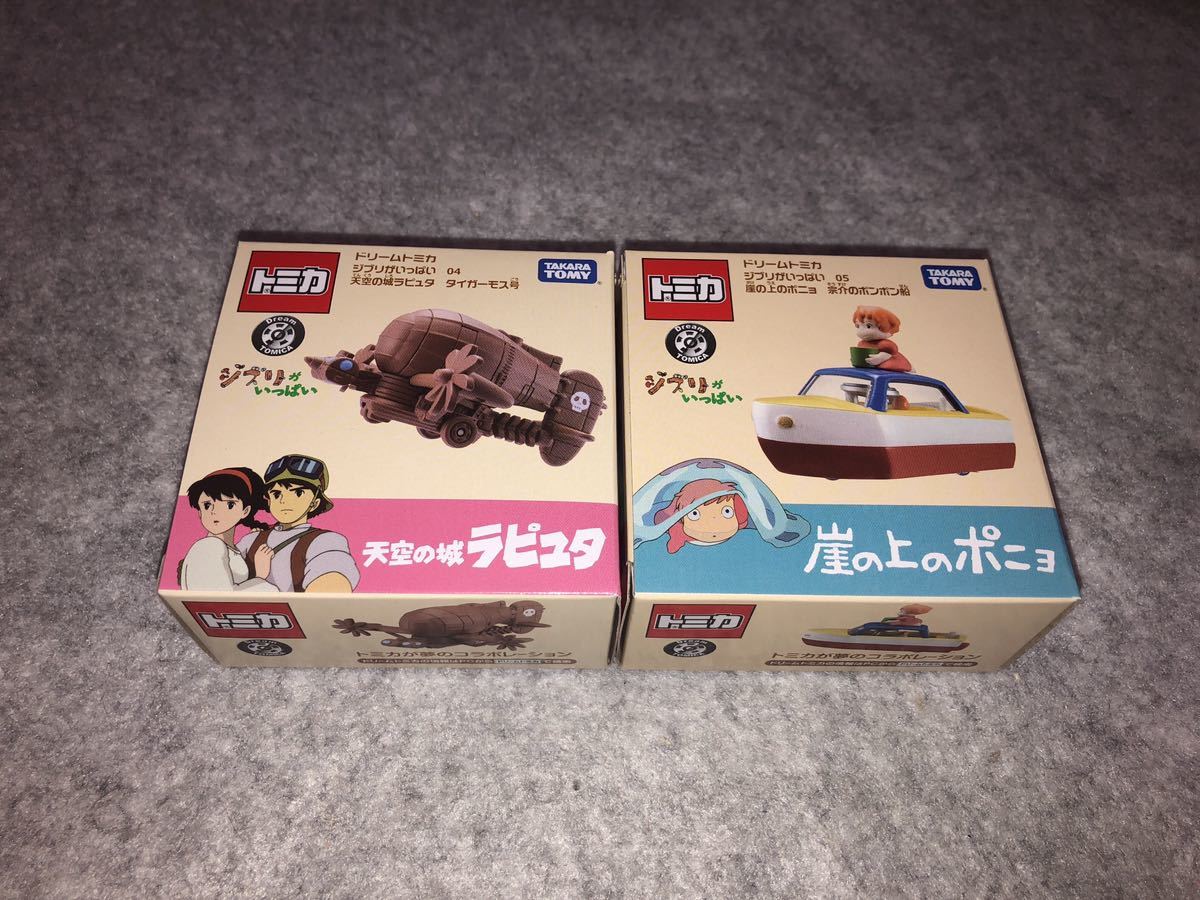 トミカ
ドリームトミカ
ジブリがいっぱい 04
天空の城ラピュタ タイガーモス号
TAKARA
TOMY
Dream
TOMICA
ジブリが
いっぱい
天空の城 ラピュタ
トミカ
トミカが夢のコラボレーション
トミカ
ドリームトミカ
ジブリがいっぱい 05
崖の上のポニョ 宗介のポンポン船
TAKARA
TOMY
Dream
TOMICA
ジブリが
いっぱい
崖の上のポニョ
トミカ
トミカが夢のコラボレーション